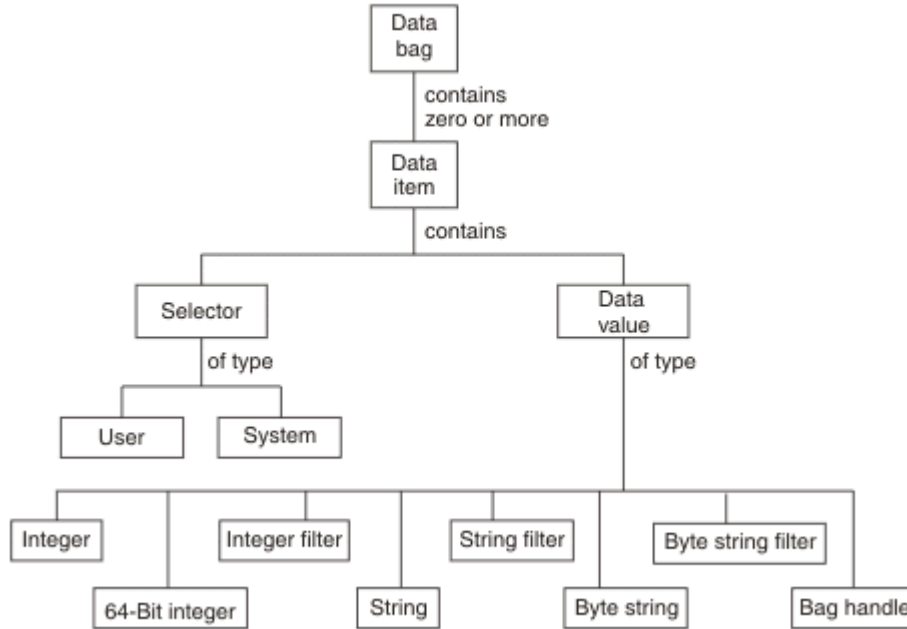 Data
bag
contains
zero or more
Data
item
contains
Selector
Data
value
of type
of type
User
System
Integer
Integer filter
String filter
Byte string filter
64-Bit integer
String
Byte string
Bag handle